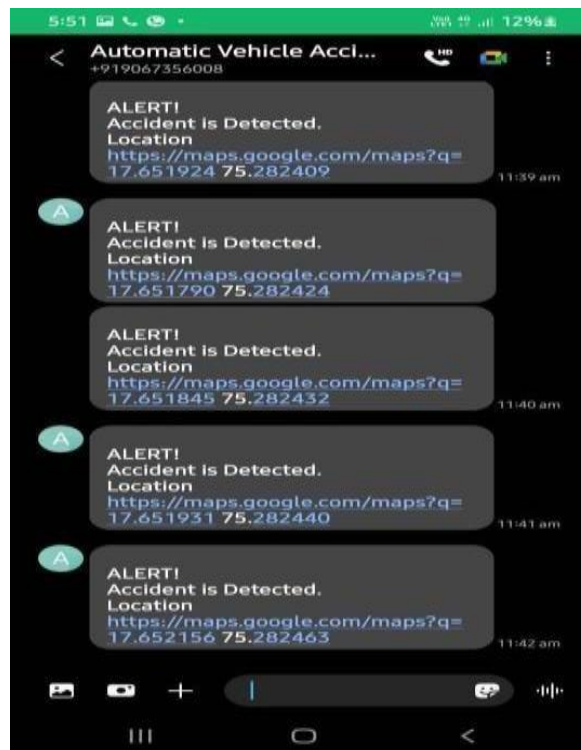 5:51 12%
Automatic Vehicle Acci...
+919067356008
ALERT!
Accident is Detected.
Location
https://maps.google.com/maps?q=
17.651924 75.282409
11:39 am
A
ALERT!
Accident is Detected.
Location
https://maps.google.com/maps?q=
17.651790 75.282424
ALERT!
Accident is Detected.
Location
https://maps.google.com/maps?q=
17.651845 75.282432
11:40 am
A
ALERT!
Accident is Detected.
Location
https://maps.google.com/maps?q=
17.651931 75.282440
11:41 am
A
ALERT!
Accident is Detected.
Location
https://maps.google.com/maps?q=
17.652156 75.282463
11:42 am